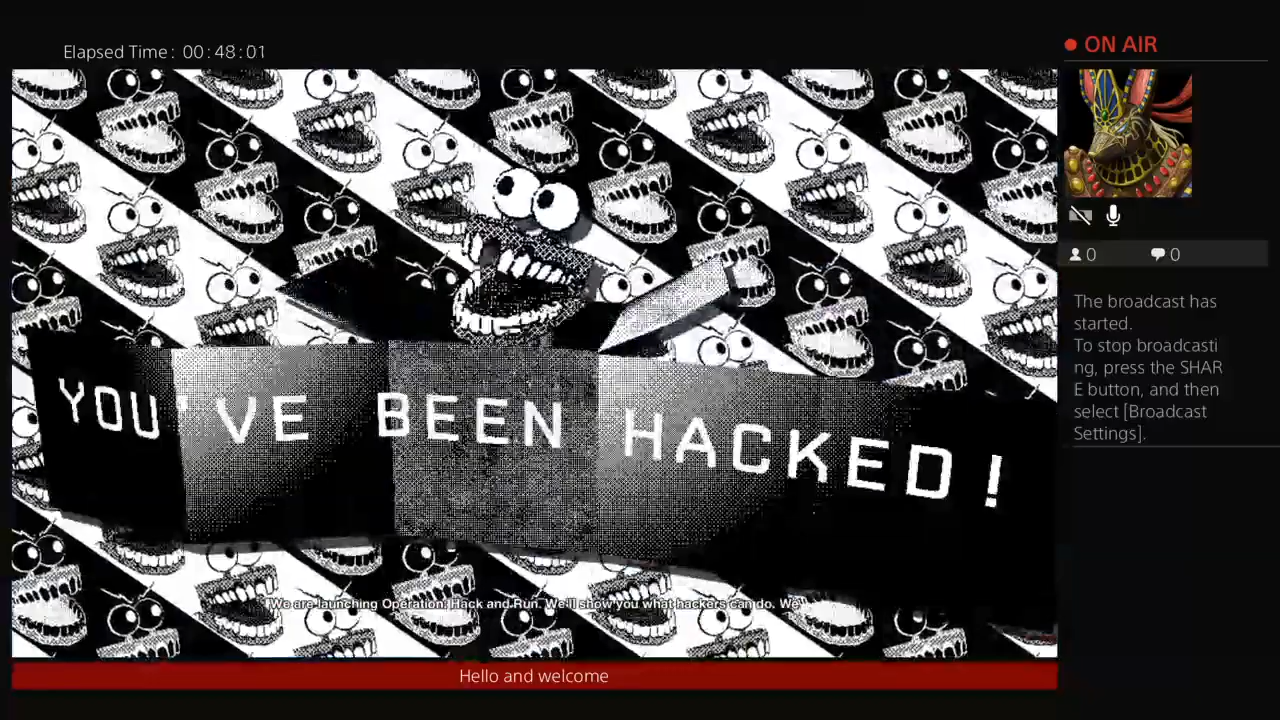 Elapsed Time: 00:48:01
ON AIR
0 0
The broadcast has
started.
To stop broadcasti
ng, press the SHAR
E button, and then
select [Broadcast
Settings].
YOU'VE BEEN HACKED!
We are launching Operation: Hack and Run. We'll show you what hackers can do. We
Hello and welcome